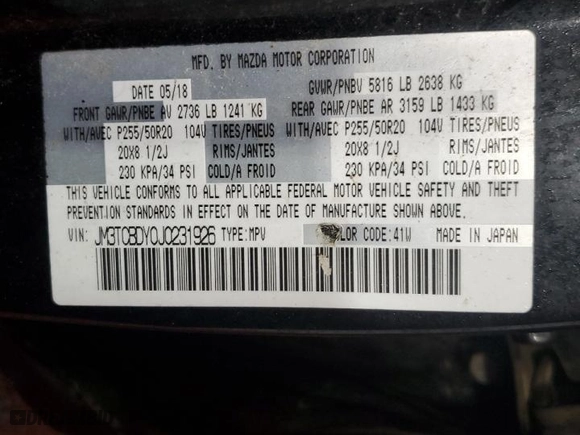 MFD. BY MAZDA MOTOR CORPORATION
DATE 05/18 GVWR/PNBV 5816 LB 2638 KG
FRONT GAWR/PNBE AV 2736 LB 1241 KG REAR GAWR/PNBE AR 3159 LB 1433 KG
WITH/AVEC P255/50R20 104V TIRES/PNEUS WITH/AVEC P255/50R20 104V TIRES/PNEUS
20X8 1/2J RIMS/JANTES 20X8 1/2J RIMS/JANTES
230 KPA/34 PSI COLD/A FROID 230 KPA/34 PSI COLD/A FROID
THIS VEHICLE CONFORMS TO ALL APPLICABLE FEDERAL MOTOR VEHICLE SAFETY AND THEFT
PREVENTION STANDARDS IN EFFECT ON THE DATE OF MANUFACTURE SHOWN ABOVE.
VIN: JM3TCBDY0J0231926 TYPE:MPV COLOR CODE:41W MADE IN JAPAN